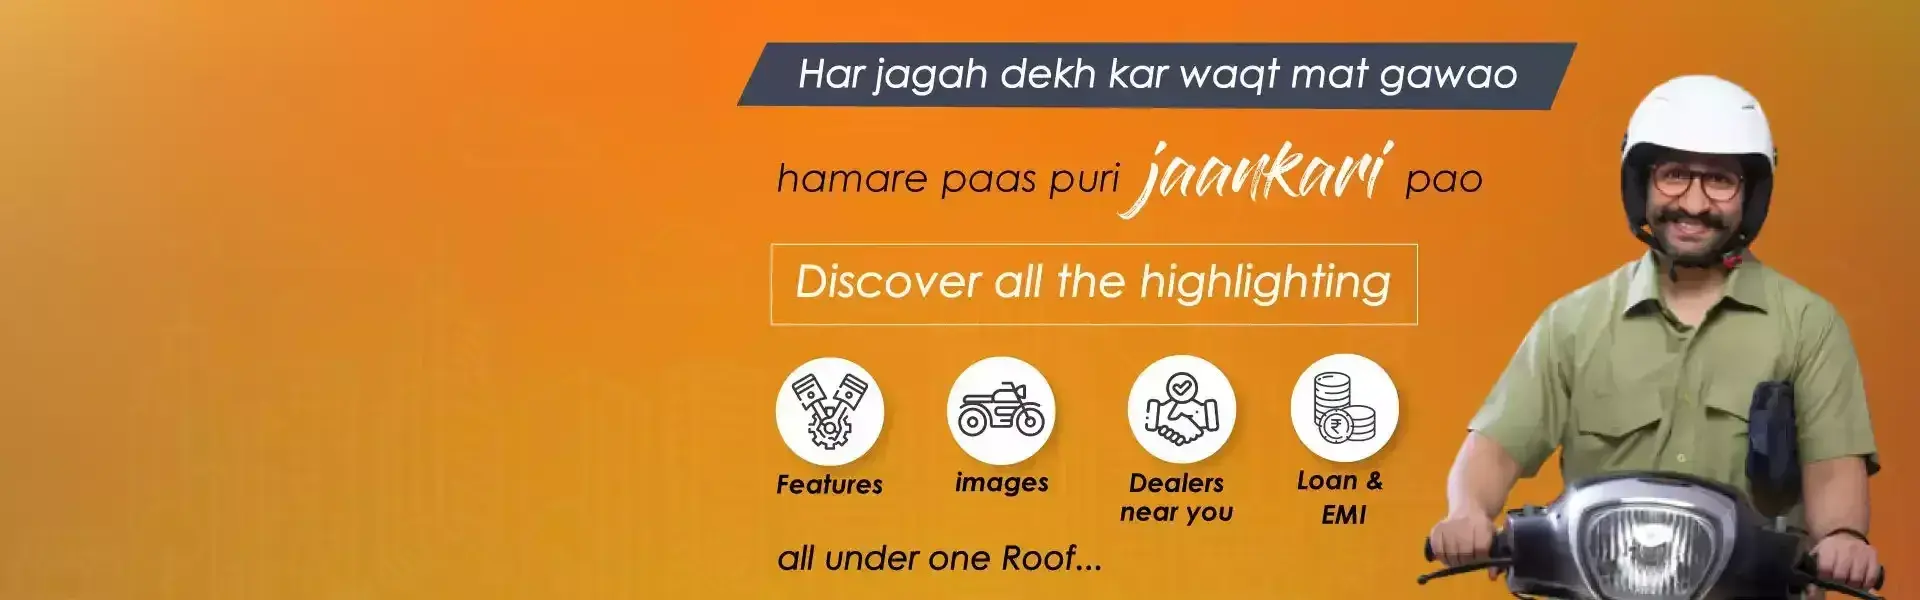 Har jagah dekh kar waqt mat gawao
hamare paas puri jaankari pao
Discover all the highlighting
Features
images
Dealers
near you
Loan &
EMI
all under one Roof...